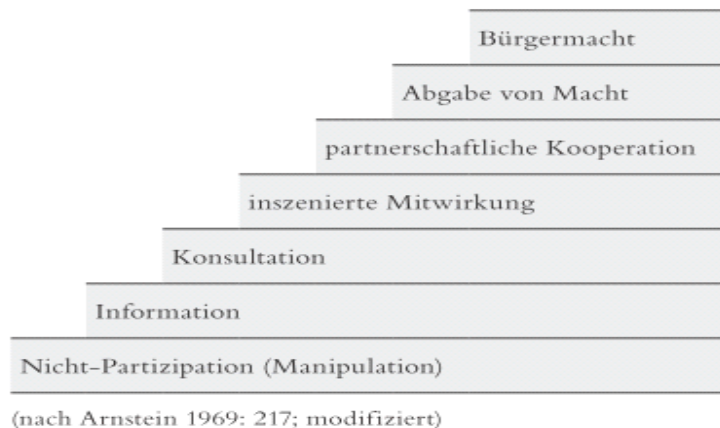 Bürgermacht
Abgabe von Macht
partnerschaftliche Kooperation
inszenierte Mitwirkung
Konsultation
Information
Nicht-Partizipation (Manipulation)
(nach Arnstein 1969: 217; modifiziert)